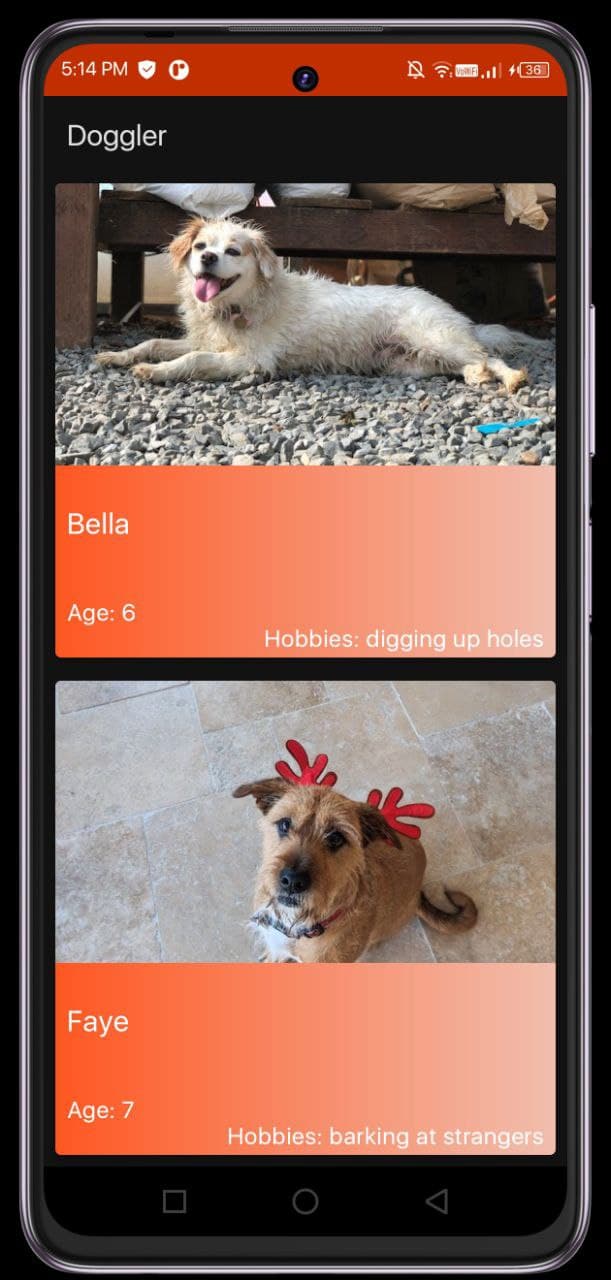 5:14 PM
VoWiFi
36
Doggler
Bella
Age: 6
Hobbies: digging up holes
Faye
Age: 7
Hobbies: barking at strangers